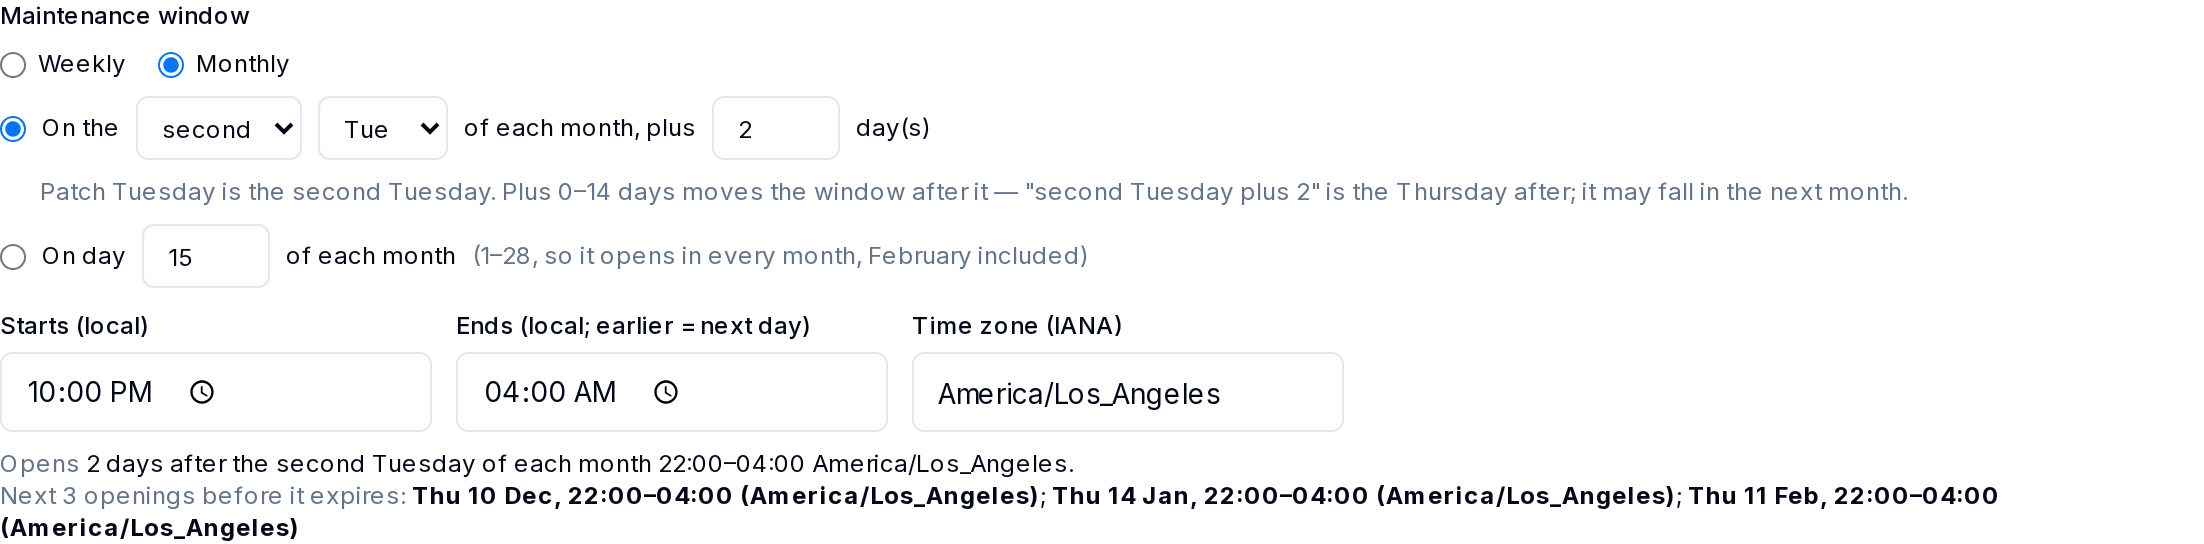 Maintenance window
Weekly Monthly
On the second Tue of each month, plus 2 day(s)
Patch Tuesday is the second Tuesday. Plus 0–14 days moves the window after it — "second Tuesday plus 2" is the Thursday after; it may fall in the next month.
On day 15 of each month (1–28, so it opens in every month, February included)
Starts (local) Ends (local; earlier = next day) Time zone (IANA)
10:00 PM 04:00 AM America/Los_Angeles
Opens 2 days after the second Tuesday of each month 22:00–04:00 America/Los_Angeles.
Next 3 openings before it expires: Thu 10 Dec, 22:00–04:00 (America/Los_Angeles); Thu 14 Jan, 22:00–04:00 (America/Los_Angeles); Thu 11 Feb, 22:00–04:00
(America/Los_Angeles)